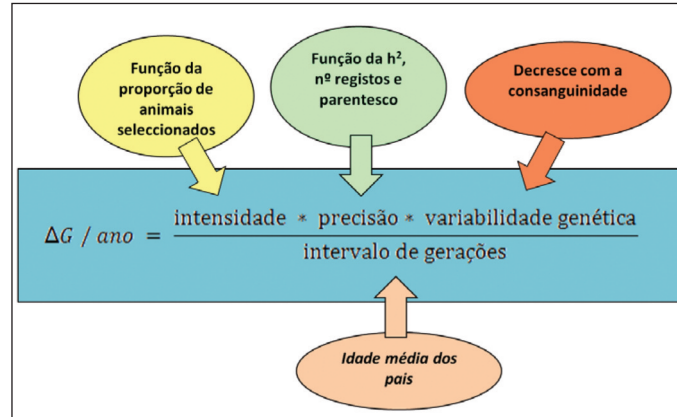 Função da
proporção de
animais
seleccionados
Função da h²,
nº registos e
parentesco
Decresce com a
consanguinidade
ΔG / ano = intensidade * precisão * variabilidade genética
intervalo de gerações
Idade média dos
pais